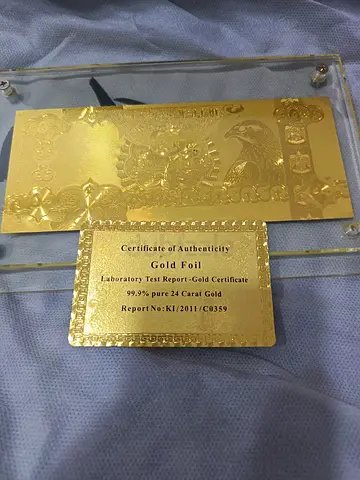 Certificate of Authenticity
Gold Foil
Laboratory Test Report -Gold Certificate
99.9% pure 24 Carat Gold
Report No:KI/2011/C0359